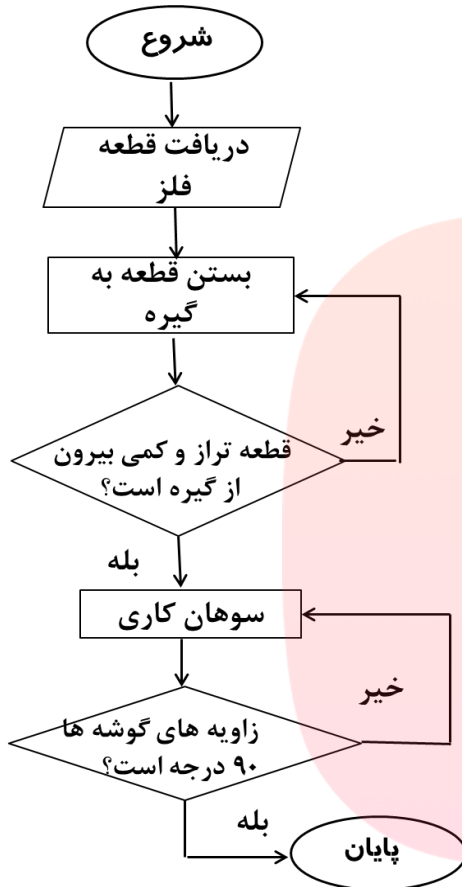 شروع
دریافت قطعه
فلز
بستن قطعه به
گیره
خیر
قطعه تراز و کمی بیرون
از گیره است؟
بله
سوهان کاری
خیر
زاویه های گوشه ها
۹۰ درجه است؟
بله
پایان